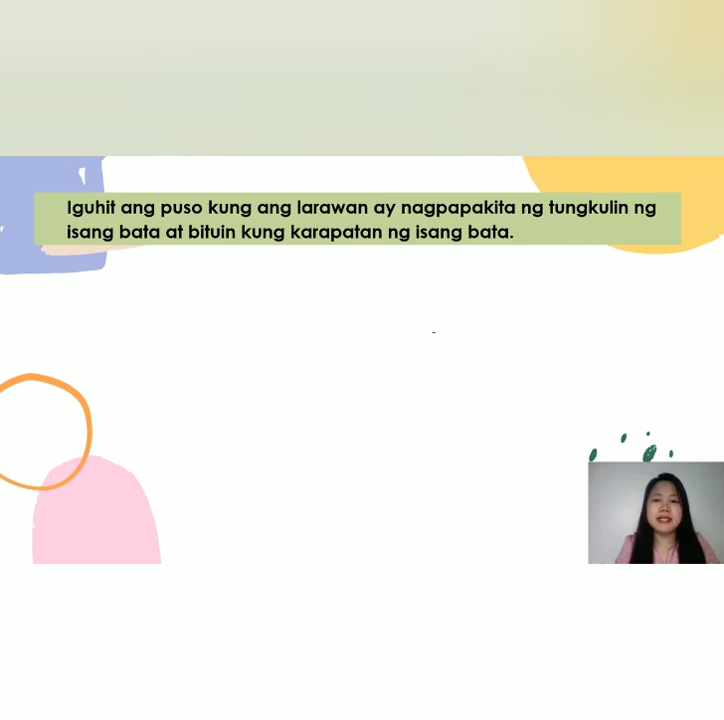 Iguhit ang puso kung ang larawan ay nagpapakita ng tungkulin ng
isang bata at bituin kung karapatan ng isang bata.